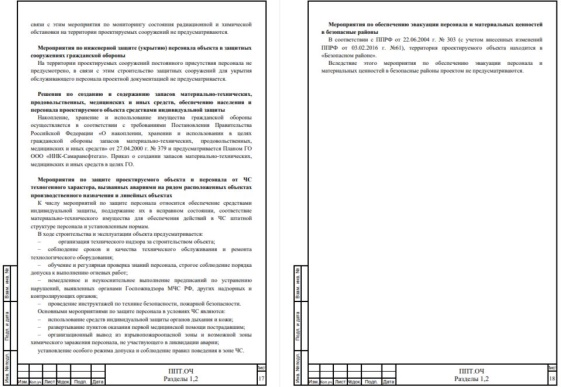 связи с этим мероприятия по мониторингу состояния радиационной и химической
обстановки на территории проектируемых сооружений не предусматриваются.
Мероприятия по инженерной защите (укрытию) персонала объекта в защитных
сооружениях гражданской обороны
На территории проектируемых сооружений постоянного присутствия персонала не
предусмотрено, в связи с этим строительство защитных сооружений для укрытия
обслуживающего персонала проектной документацией не предусматривается.
Решения по созданию и содержанию запасов материально-технических,
продовольственных, медицинских и иных средств, обеспечению населения и
персонала проектируемого объекта средствами индивидуальной защиты
Накопление, хранение и использование имущества гражданской обороны
осуществляется в соответствии с требованиями Постановления Правительства
Российской Федерации «О накоплении, хранении и использовании в целях
гражданской обороны запасов материально-технических, продовольственных,
медицинских и иных средств» от 27.04.2000 г. № 379 и предусматривается Планом ГО
ООО «ННК-Самаранефтегаз». Приказ о создании запасов материально-технических,
медицинских и иных средств в целях ГО.
Мероприятия по защите проектируемого объекта и персонала от ЧС
техногенного характера, вызванных авариями на рядом расположенных объектах
производственного назначения и линейных объектах
К числу мероприятий по защите персонала относится обеспечение средствами
индивидуальной защиты, поддержание их в исправном состоянии, соответствие
материально-технического имущества для обеспечения действий в ЧС штатной
структуре персонала и установленным нормам.
В ходе строительства и эксплуатации объекта предусматривается:
– организация технического надзора за строительством объекта;
– соблюдение сроков и качества технического обслуживания и ремонта
технологического оборудования;
– обучение и регулярная проверка знаний персонала, строгое соблюдение порядка
допуска к выполнению огневых работ;
– немедленное и неукоснительное выполнение предписаний по устранению
нарушений, выявленных органами Госпожнадзора МЧС РФ, других надзорных и
контролирующих органов;
– проведение инструктажей по технике безопасности, пожарной безопасности.
Основными мероприятиями по защите персонала в условиях ЧС являются:
– использование средств индивидуальной защиты органов дыхания и кожи;
– развертывание пунктов оказания первой медицинской помощи пострадавшим;
– организационный вывод из взрывопожароопасной зоны и возможной зоны
химического заражения персонала, не участвующего в ликвидации аварии;
установление особого режима допуска и соблюдение правил поведения в зоне ЧС.
Взам. инв. №
Подп. и дата
Инв. № подл.
Изм. Кол.уч. Лист №док. Подп. Дата
ППТ.ОЧ
Разделы 1,2
Лист
17
Мероприятия по обеспечению эвакуации персонала и материальных ценностей
в безопасные районы
В соответствии с ППРФ от 22.06.2004 г. № 303 (с учетом внесенных изменений
ППРФ от 03.02.2016 г. №61), территория проектируемого объекта находится в
«Безопасном районе».
Вследствие этого мероприятия по обеспечению эвакуации персонала и
материальных ценностей в безопасные районы проектом не предусматриваются.
Взам. инв. №
Подп. и дата
Инв. № подл.
Изм. Кол.уч. Лист №док. Подп. Дата
ППТ.ОЧ
Разделы 1,2
Лист
18